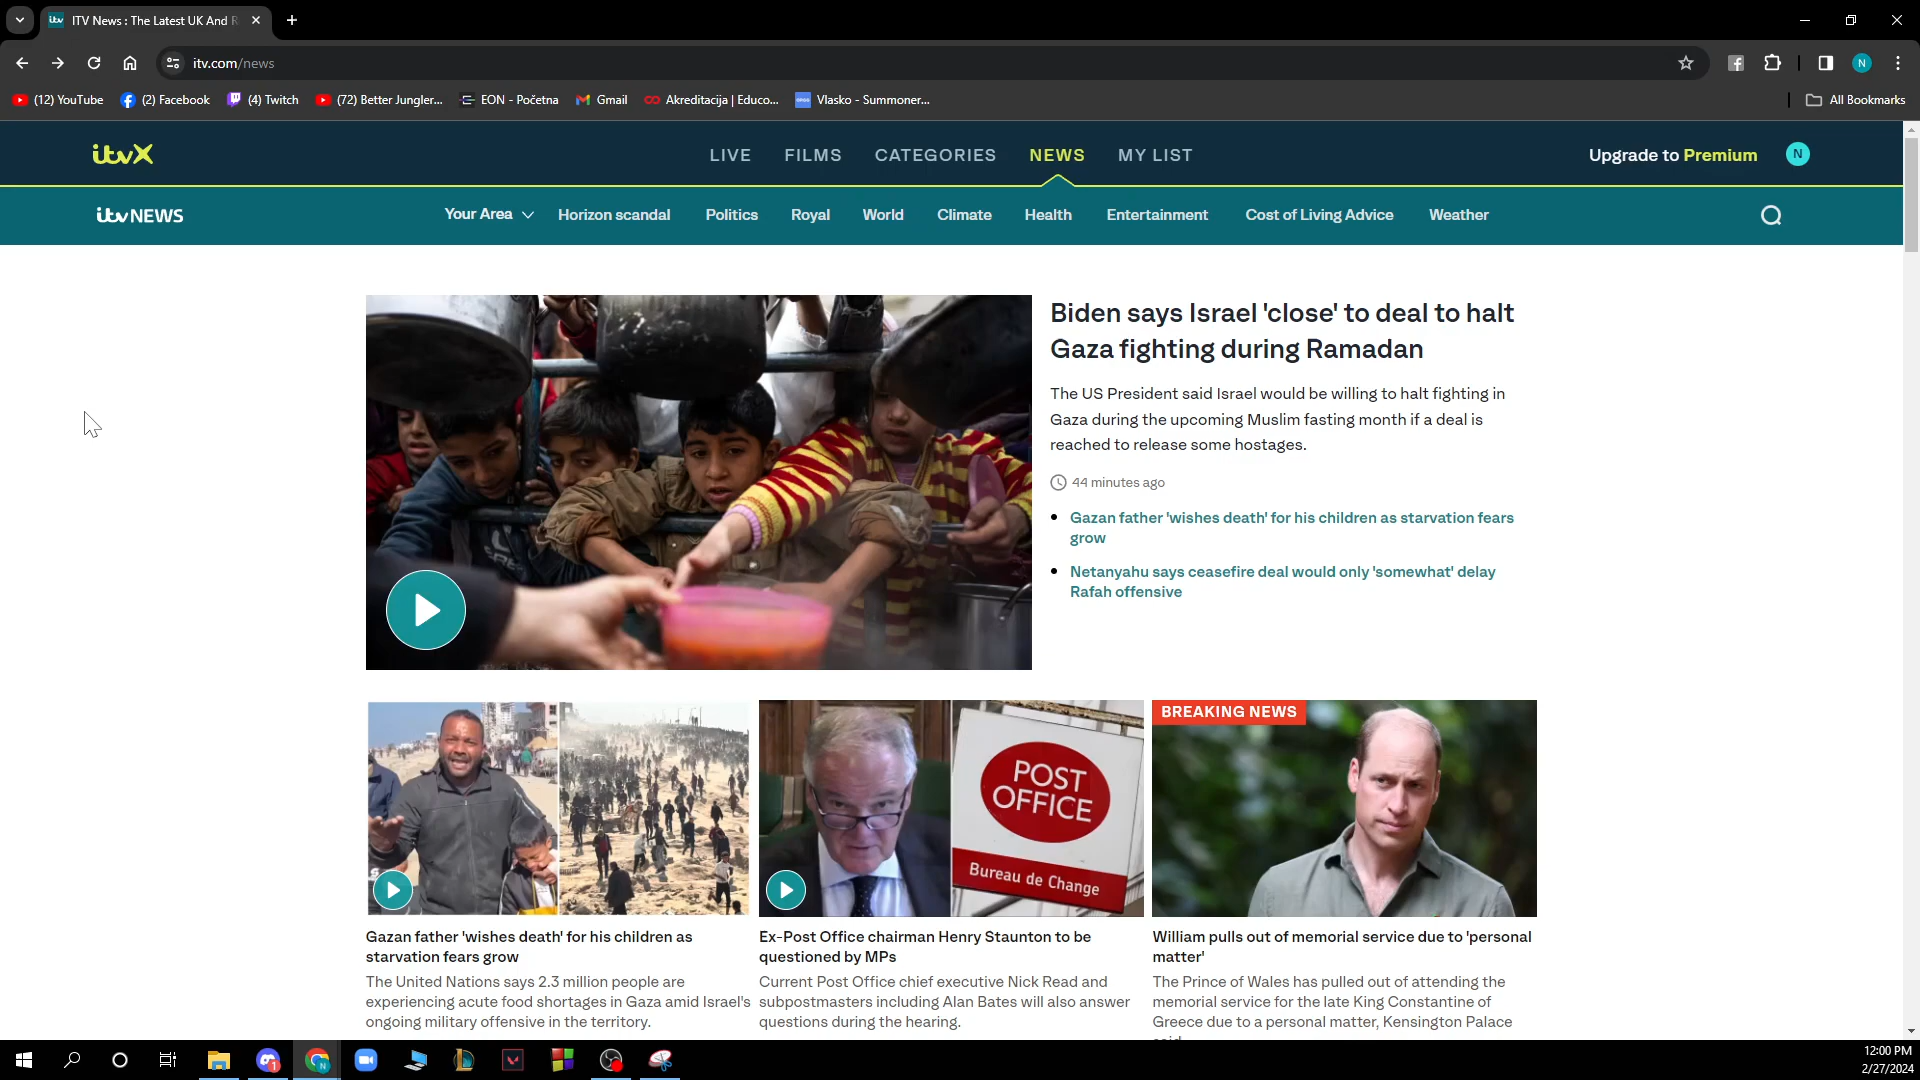 ITV News : The Latest UK And R
itv.com/news
(12) YouTube
(2) Facebook
(4) Twitch
(72) Better Jungler...
EON - Početna
Gmail
Akreditacija | Educo...
Vlasko - Summoner...
All Bookmarks
itvX
LIVE
FILMS
CATEGORIES
NEWS
MY LIST
Upgrade to Premium
N
itv NEWS
Your Area
Horizon scandal
Politics
Royal
World
Climate
Health
Entertainment
Cost of Living Advice
Weather
Biden says Israel 'close' to deal to halt
Gaza fighting during Ramadan
The US President said Israel would be willing to halt fighting in
Gaza during the upcoming Muslim fasting month if a deal is
reached to release some hostages.
44 minutes ago
Gazan father 'wishes death' for his children as starvation fears
grow
Netanyahu says ceasefire deal would only 'somewhat' delay
Rafah offensive
POST
OFFICE
Bureau de Change
BREAKING NEWS
Gazan father 'wishes death' for his children as
starvation fears grow
The United Nations says 2.3 million people are
experiencing acute food shortages in Gaza amid Israel's
ongoing military offensive in the territory.
Ex-Post Office chairman Henry Staunton to be
questioned by MPs
Current Post Office chief executive Nick Read and
subpostmasters including Alan Bates will also answer
questions during the hearing.
William pulls out of memorial service due to 'personal
matter'
The Prince of Wales has pulled out of attending the
memorial service for the late King Constantine of
Greece due to a personal matter, Kensington Palace
said
12:00 PM
2/27/2024